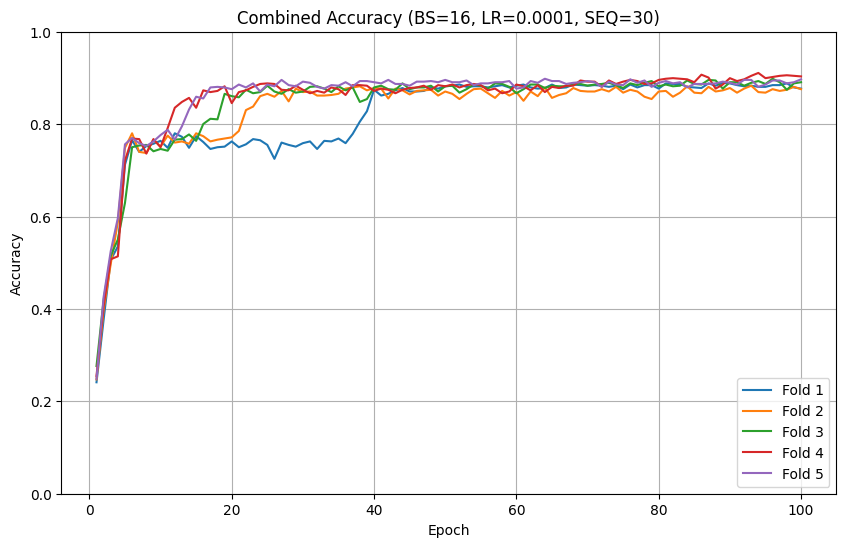 Combined Accuracy (BS=16, LR=0.0001, SEQ=30)
Accuracy
1.0
0.8
0.6
0.4
0.2
0.0
0 20 40 60 80 100
Epoch
Fold 1
Fold 2
Fold 3
Fold 4
Fold 5